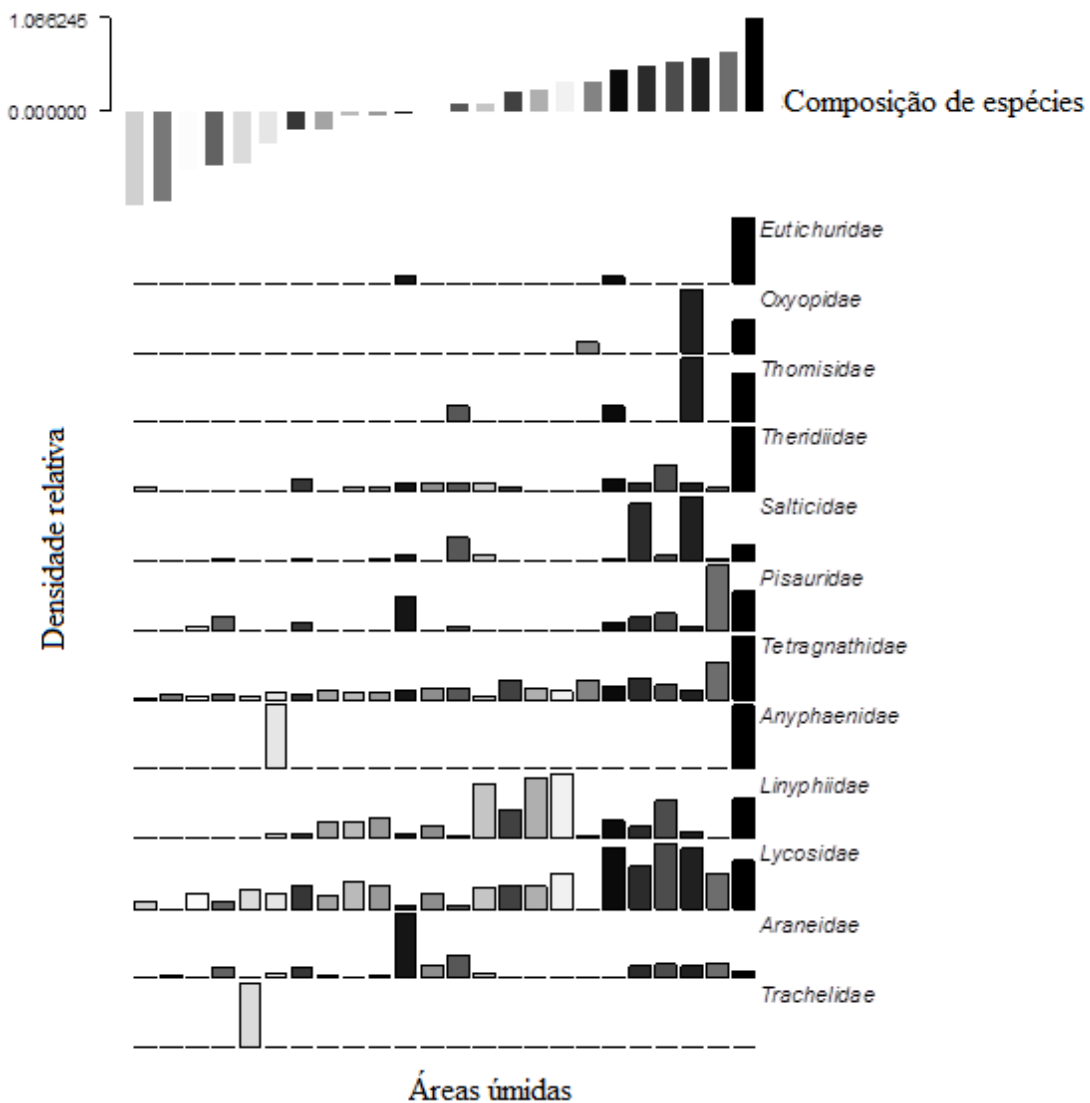 1.066245
0.000000
Composição de espécies
Eutichuridae
Oxyopidae
Thomisidae
Theridiidae
Salticidae
Pisauridae
Tetragnathidae
Anyphaenidae
Linyphiidae
Lycosidae
Araneidae
Trachelidae
Densidade relativa
Áreas úmidas